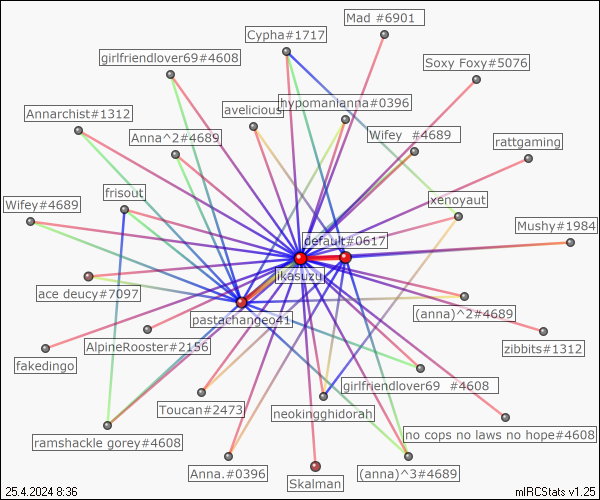 Mad #6901
Cypha#1717
girlfriendlover69#4608
Soxy Foxy#5076
Annarchist#1312
avelicious
hypomanianna#0396
Anna^2#4689
Wifey #4689
rattgaming
frisout
Wifey#4689
xenoyaut
Mushy#1984
default#0617
ikasuzu
ace deucy#7097
pastachangeo41
(anna)^2#4689
AlpineRooster#2156
zibbits#1312
fakedingo
girlfriendlover69 #4608
Toucan#2473
neokingghidorah
no cops no laws no hope#4608
ramshackle gorey#4608
Anna.#0396
Skalman
(anna)^3#4689
25.4.2024 8:36
mIRCStats v1.25